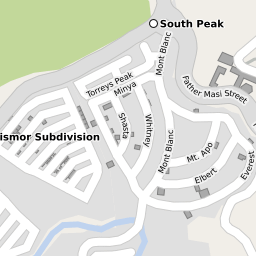 South Peak
Mont Blanc
Torreys Peak
Minya
Father Masi Street
ismor Subdivision
Shasta
Whitney
Mont Blanc
Mt. Apo
Everest
Elbert